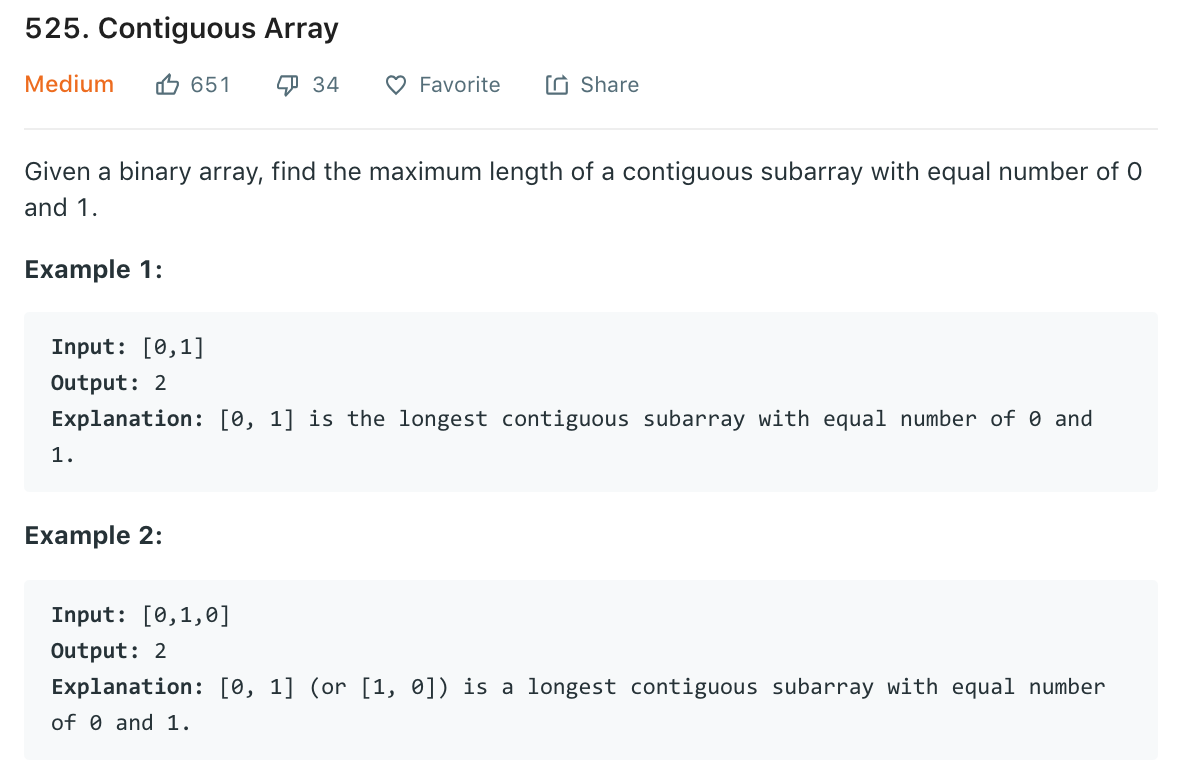 525. Contiguous Array
Medium 651 34 Favorite Share
Given a binary array, find the maximum length of a contiguous subarray with equal number of 0
and 1.
Example 1:
Input: [0,1]
Output: 2
Explanation: [0, 1] is the longest contiguous subarray with equal number of 0 and
1.
Example 2:
Input: [0,1,0]
Output: 2
Explanation: [0, 1] (or [1, 0]) is a longest contiguous subarray with equal number
of 0 and 1.